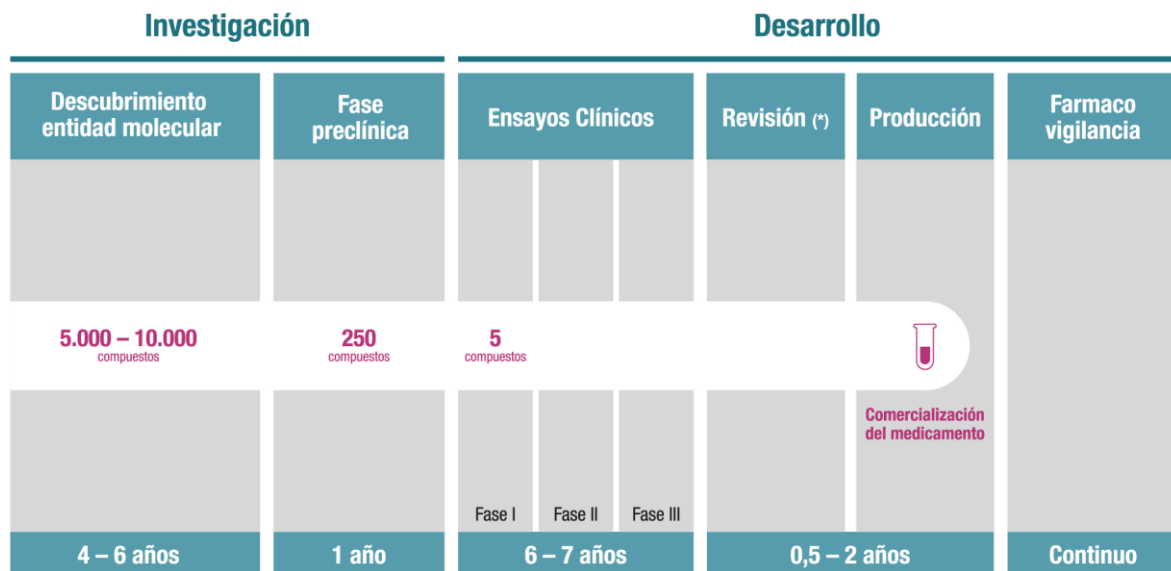 Investigación
Desarrollo
Descubrimiento
entidad molecular
Fase
preclínica
Ensayos Clínicos
Revisión (*)
Producción
Farmaco
vigilancia
5.000 – 10.000
compuestos
250
compuestos
5
compuestos
Comercialización
del medicamento
Fase I
Fase II
Fase III
4 – 6 años
1 año
6 – 7 años
0,5 – 2 años
Continuo